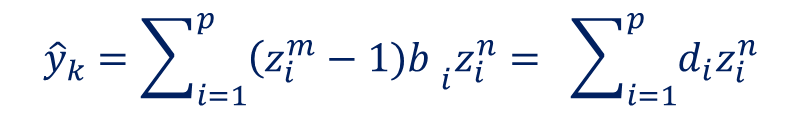 ŷ_k = ∑_{i=1}^{p} (z_i^m − 1)b _i z_i^n = ∑_{i=1}^{p} d_i z_i^n